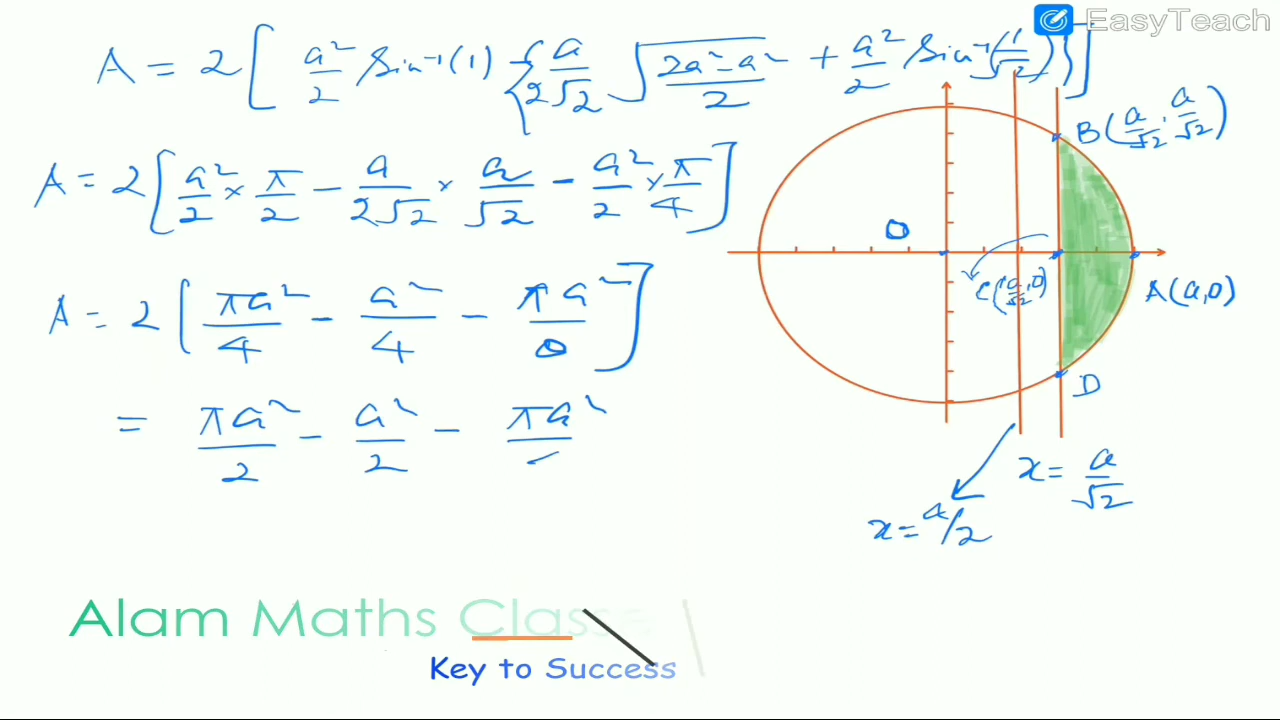 EasyTeach
A = 2 [ a²/2 Sin⁻¹(1) - { a/2√2 √(2a²-a²/2) + a²/2 Sin⁻¹(1/√2) } ]
B (a/√2, a/√2)
A = 2 [ a²/2 × π/2 - a/2√2 × a/√2 - a²/2 × π/4 ]
O
C (a/√2, 0)
A (a, 0)
A = 2 [ πa²/4 - a²/4 - πa²/8 ]
D
= πa²/2 - a²/2 - πa²
x = a/√2
x = a/2
Alam Maths Classe
Key to Success